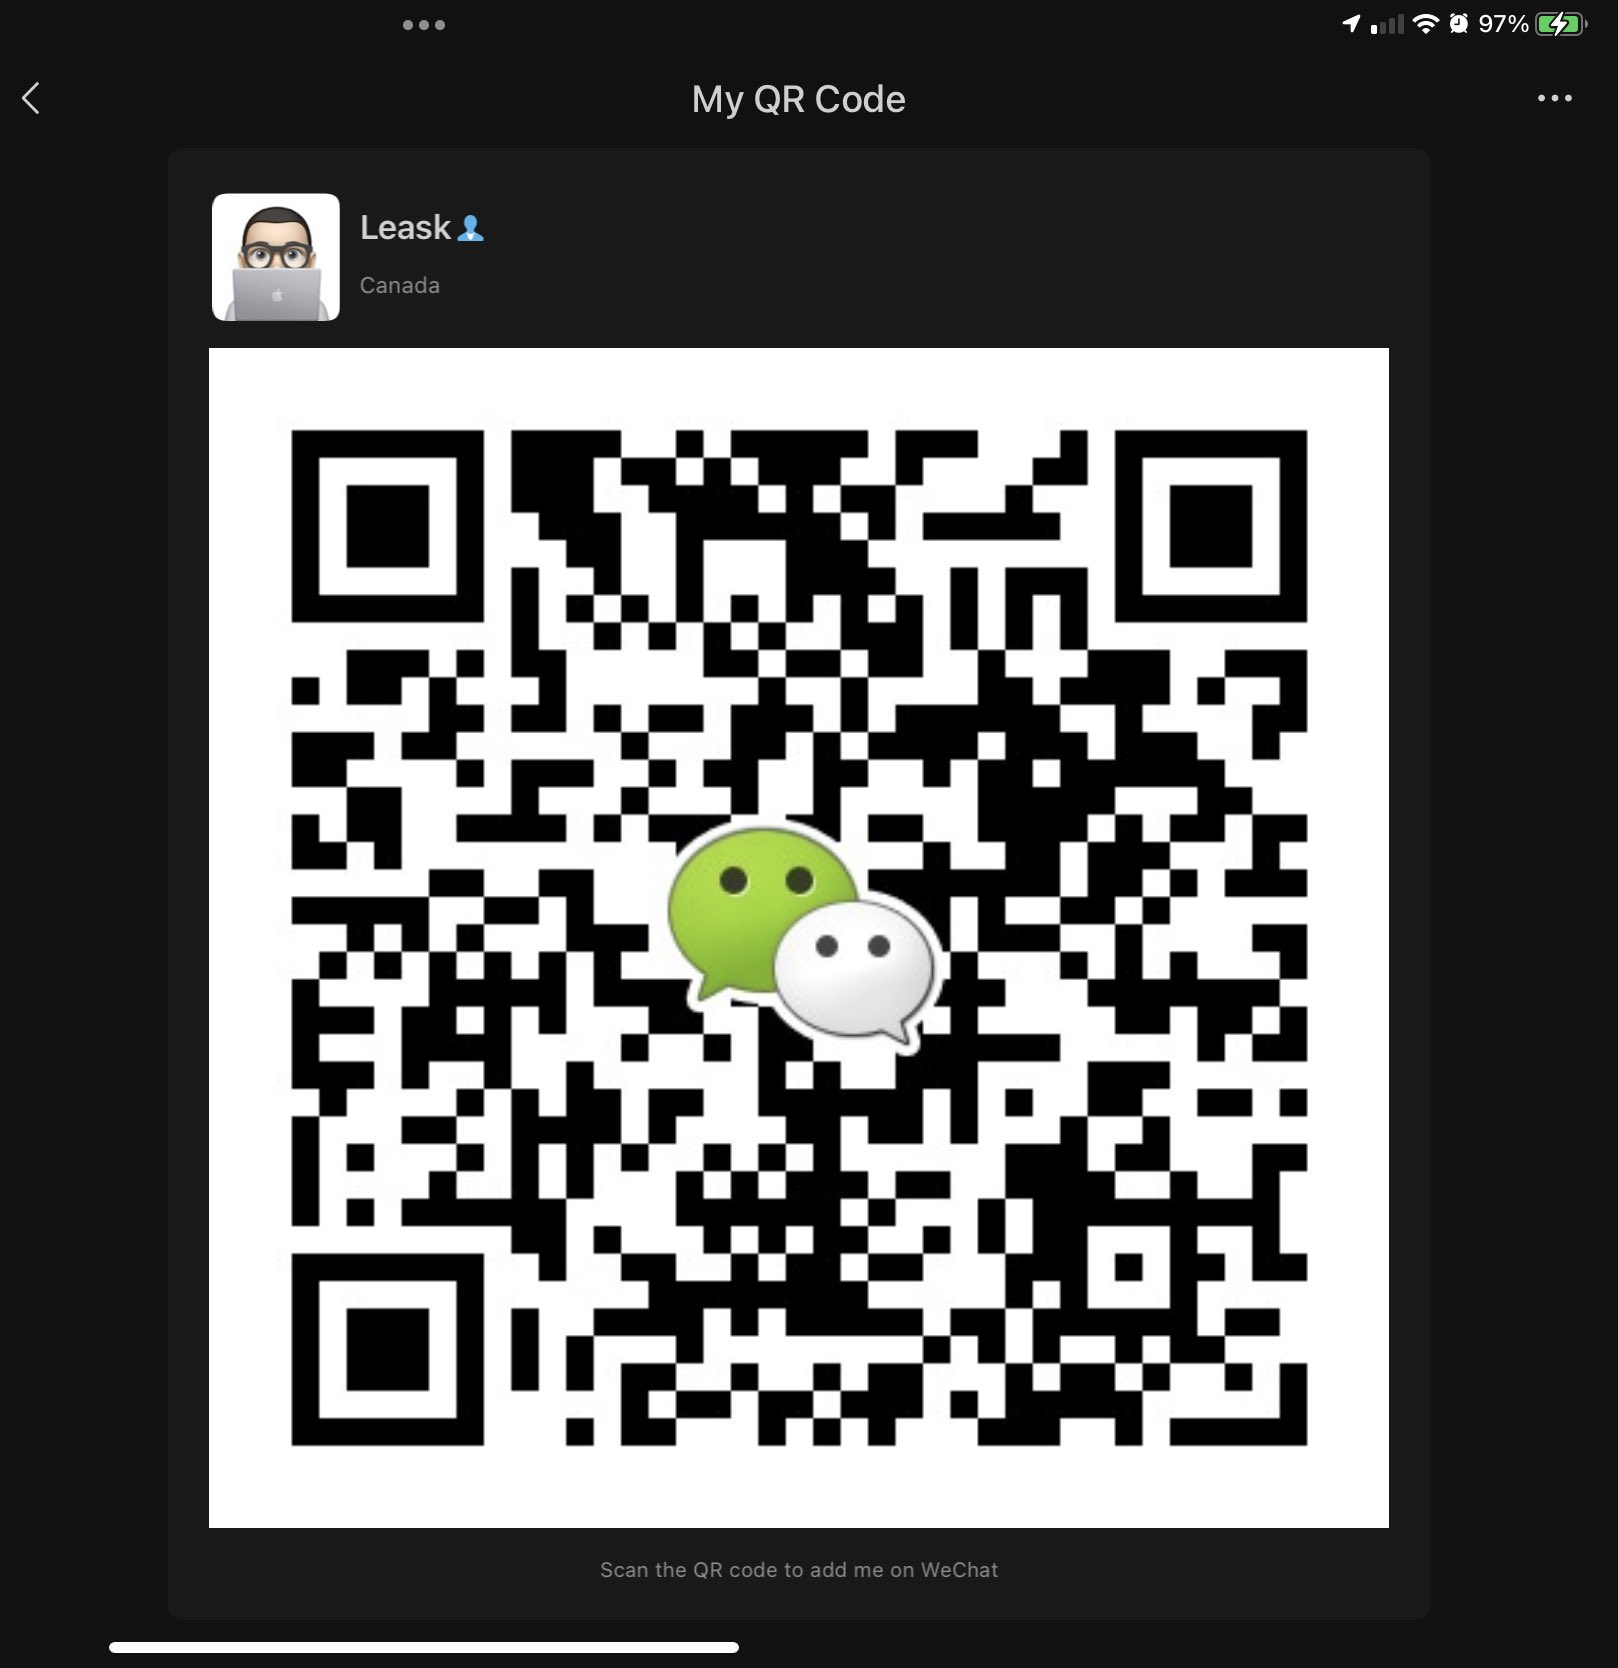 97%
My QR Code
Leask
Canada
Scan the QR code to add me on WeChat